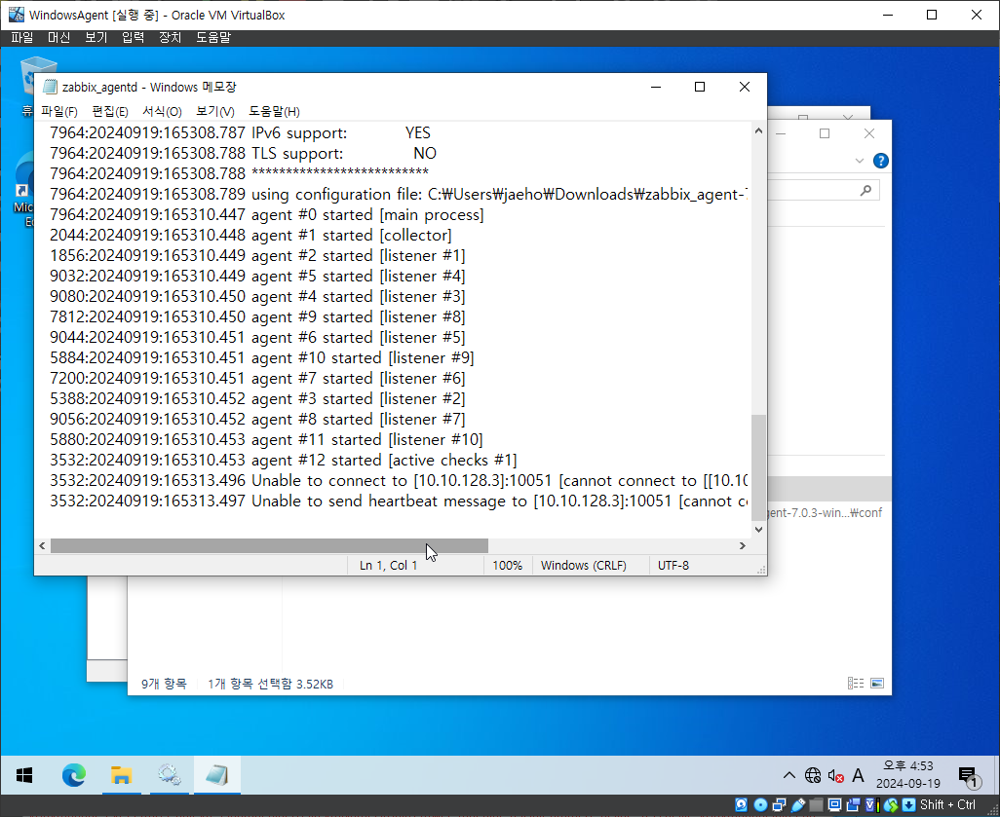 WindowsAgent [실행 중] - Oracle VM VirtualBox
파일 머신 보기 입력 장치 도움말
zabbix_agentd - Windows 메모장
파일(F) 편집(E) 서식(O) 보기(V) 도움말(H)
7964:20240919:165308.787 IPv6 support: YES
7964:20240919:165308.788 TLS support: NO
7964:20240919:165308.788 **************************
7964:20240919:165308.789 using configuration file: C:₩Users₩jaeho₩Downloads₩zabbix_agent-7
7964:20240919:165310.447 agent #0 started [main process]
2044:20240919:165310.448 agent #1 started [collector]
1856:20240919:165310.449 agent #2 started [listener #1]
9032:20240919:165310.449 agent #5 started [listener #4]
9080:20240919:165310.450 agent #4 started [listener #3]
7812:20240919:165310.450 agent #9 started [listener #8]
9044:20240919:165310.451 agent #6 started [listener #5]
5884:20240919:165310.451 agent #10 started [listener #9]
7200:20240919:165310.451 agent #7 started [listener #6]
5388:20240919:165310.452 agent #3 started [listener #2]
9056:20240919:165310.452 agent #8 started [listener #7]
5880:20240919:165310.453 agent #11 started [listener #10]
3532:20240919:165310.453 agent #12 started [active checks #1]
3532:20240919:165313.496 Unable to connect to [10.10.128.3]:10051 [cannot connect to [[10.10
3532:20240919:165313.497 Unable to send heartbeat message to [10.10.128.3]:10051 [cannot c
Ln 1, Col 1 100% Windows (CRLF) UTF-8
휴
Mic
E
gent-7.0.3-win...₩conf
9개 항목 1개 항목 선택함 3.52KB
A
오후 4:53
2024-09-19
1
Shift + Ctrl